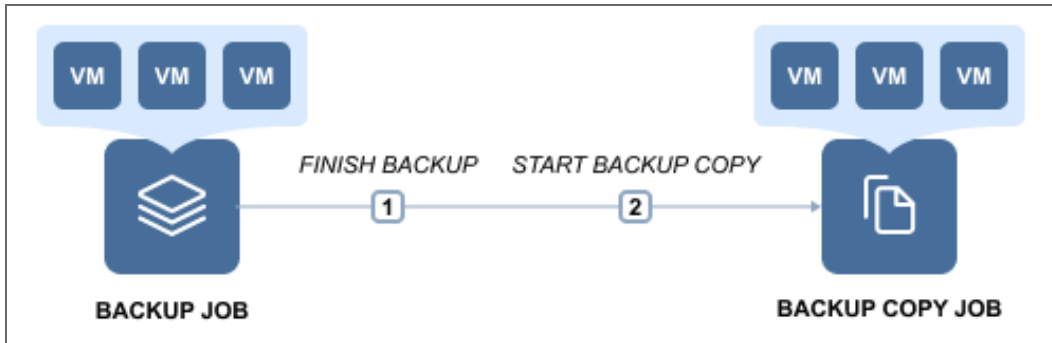 VM VM VM VM VM VM
FINISH BACKUP START BACKUP COPY
1 2
BACKUP JOB BACKUP COPY JOB